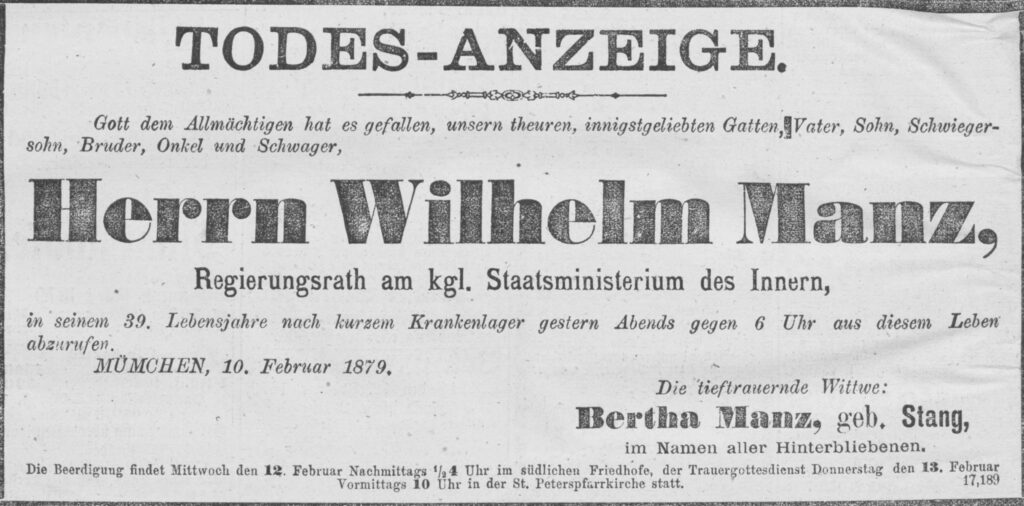 TODES-ANZEIGE.
Gott dem Allmächtigen hat es gefallen, unsern theuren, innigstgeliebten Gatten, Vater, Sohn, Schwieger-
sohn, Bruder, Onkel und Schwager,
Herrn Wilhelm Manz,
Regierungsrath am kgl. Staatsministerium des Innern,
in seinem 39. Lebensjahre nach kurzem Krankenlager gestern Abends gegen 6 Uhr aus diesem Leben
abzurufen.
MÜMCHEN, 10. Februar 1879.
Die tieftrauernde Wittwe:
Bertha Manz, geb. Stang,
im Namen aller Hinterbliebenen.
Die Beerdigung findet Mittwoch den 12. Februar Nachmittags ½4 Uhr im südlichen Friedhofe, der Trauergottesdienst Donnerstag den 13. Februar
Vormittags 10 Uhr in der St. Peterspfarrkirche statt. 17,189